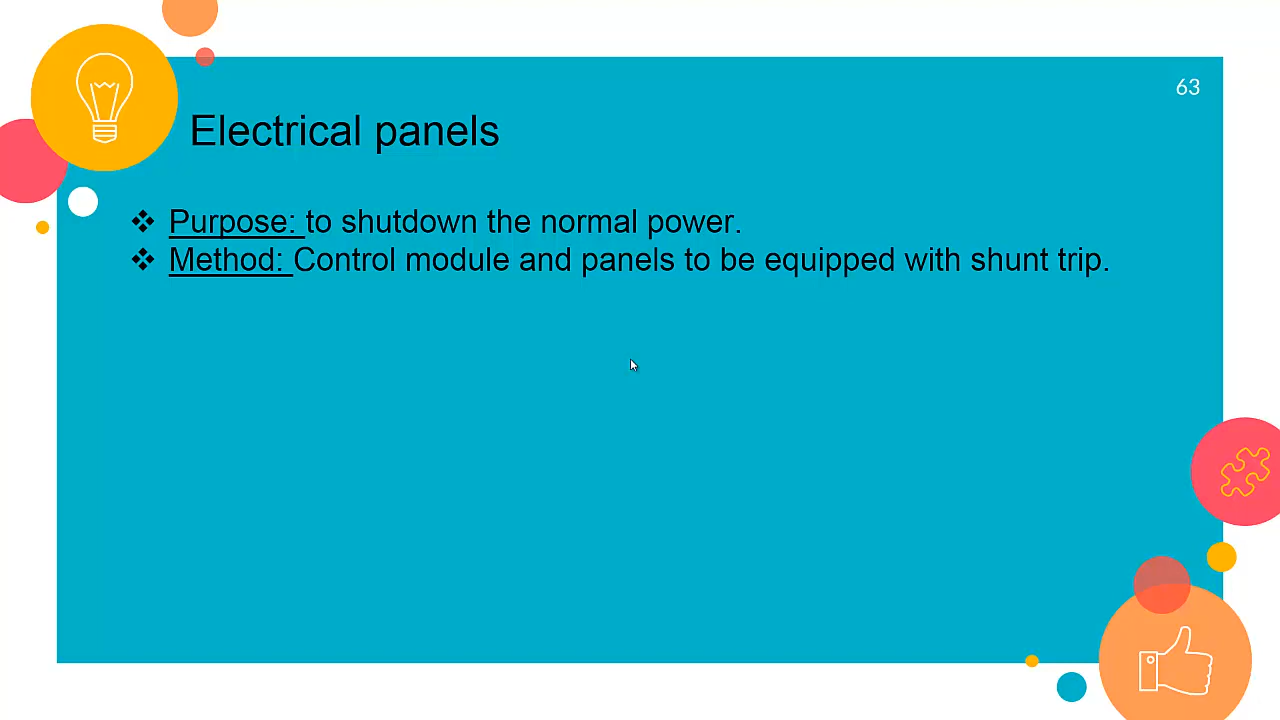 63
Electrical panels
❖ Purpose: to shutdown the normal power.
❖ Method: Control module and panels to be equipped with shunt trip.